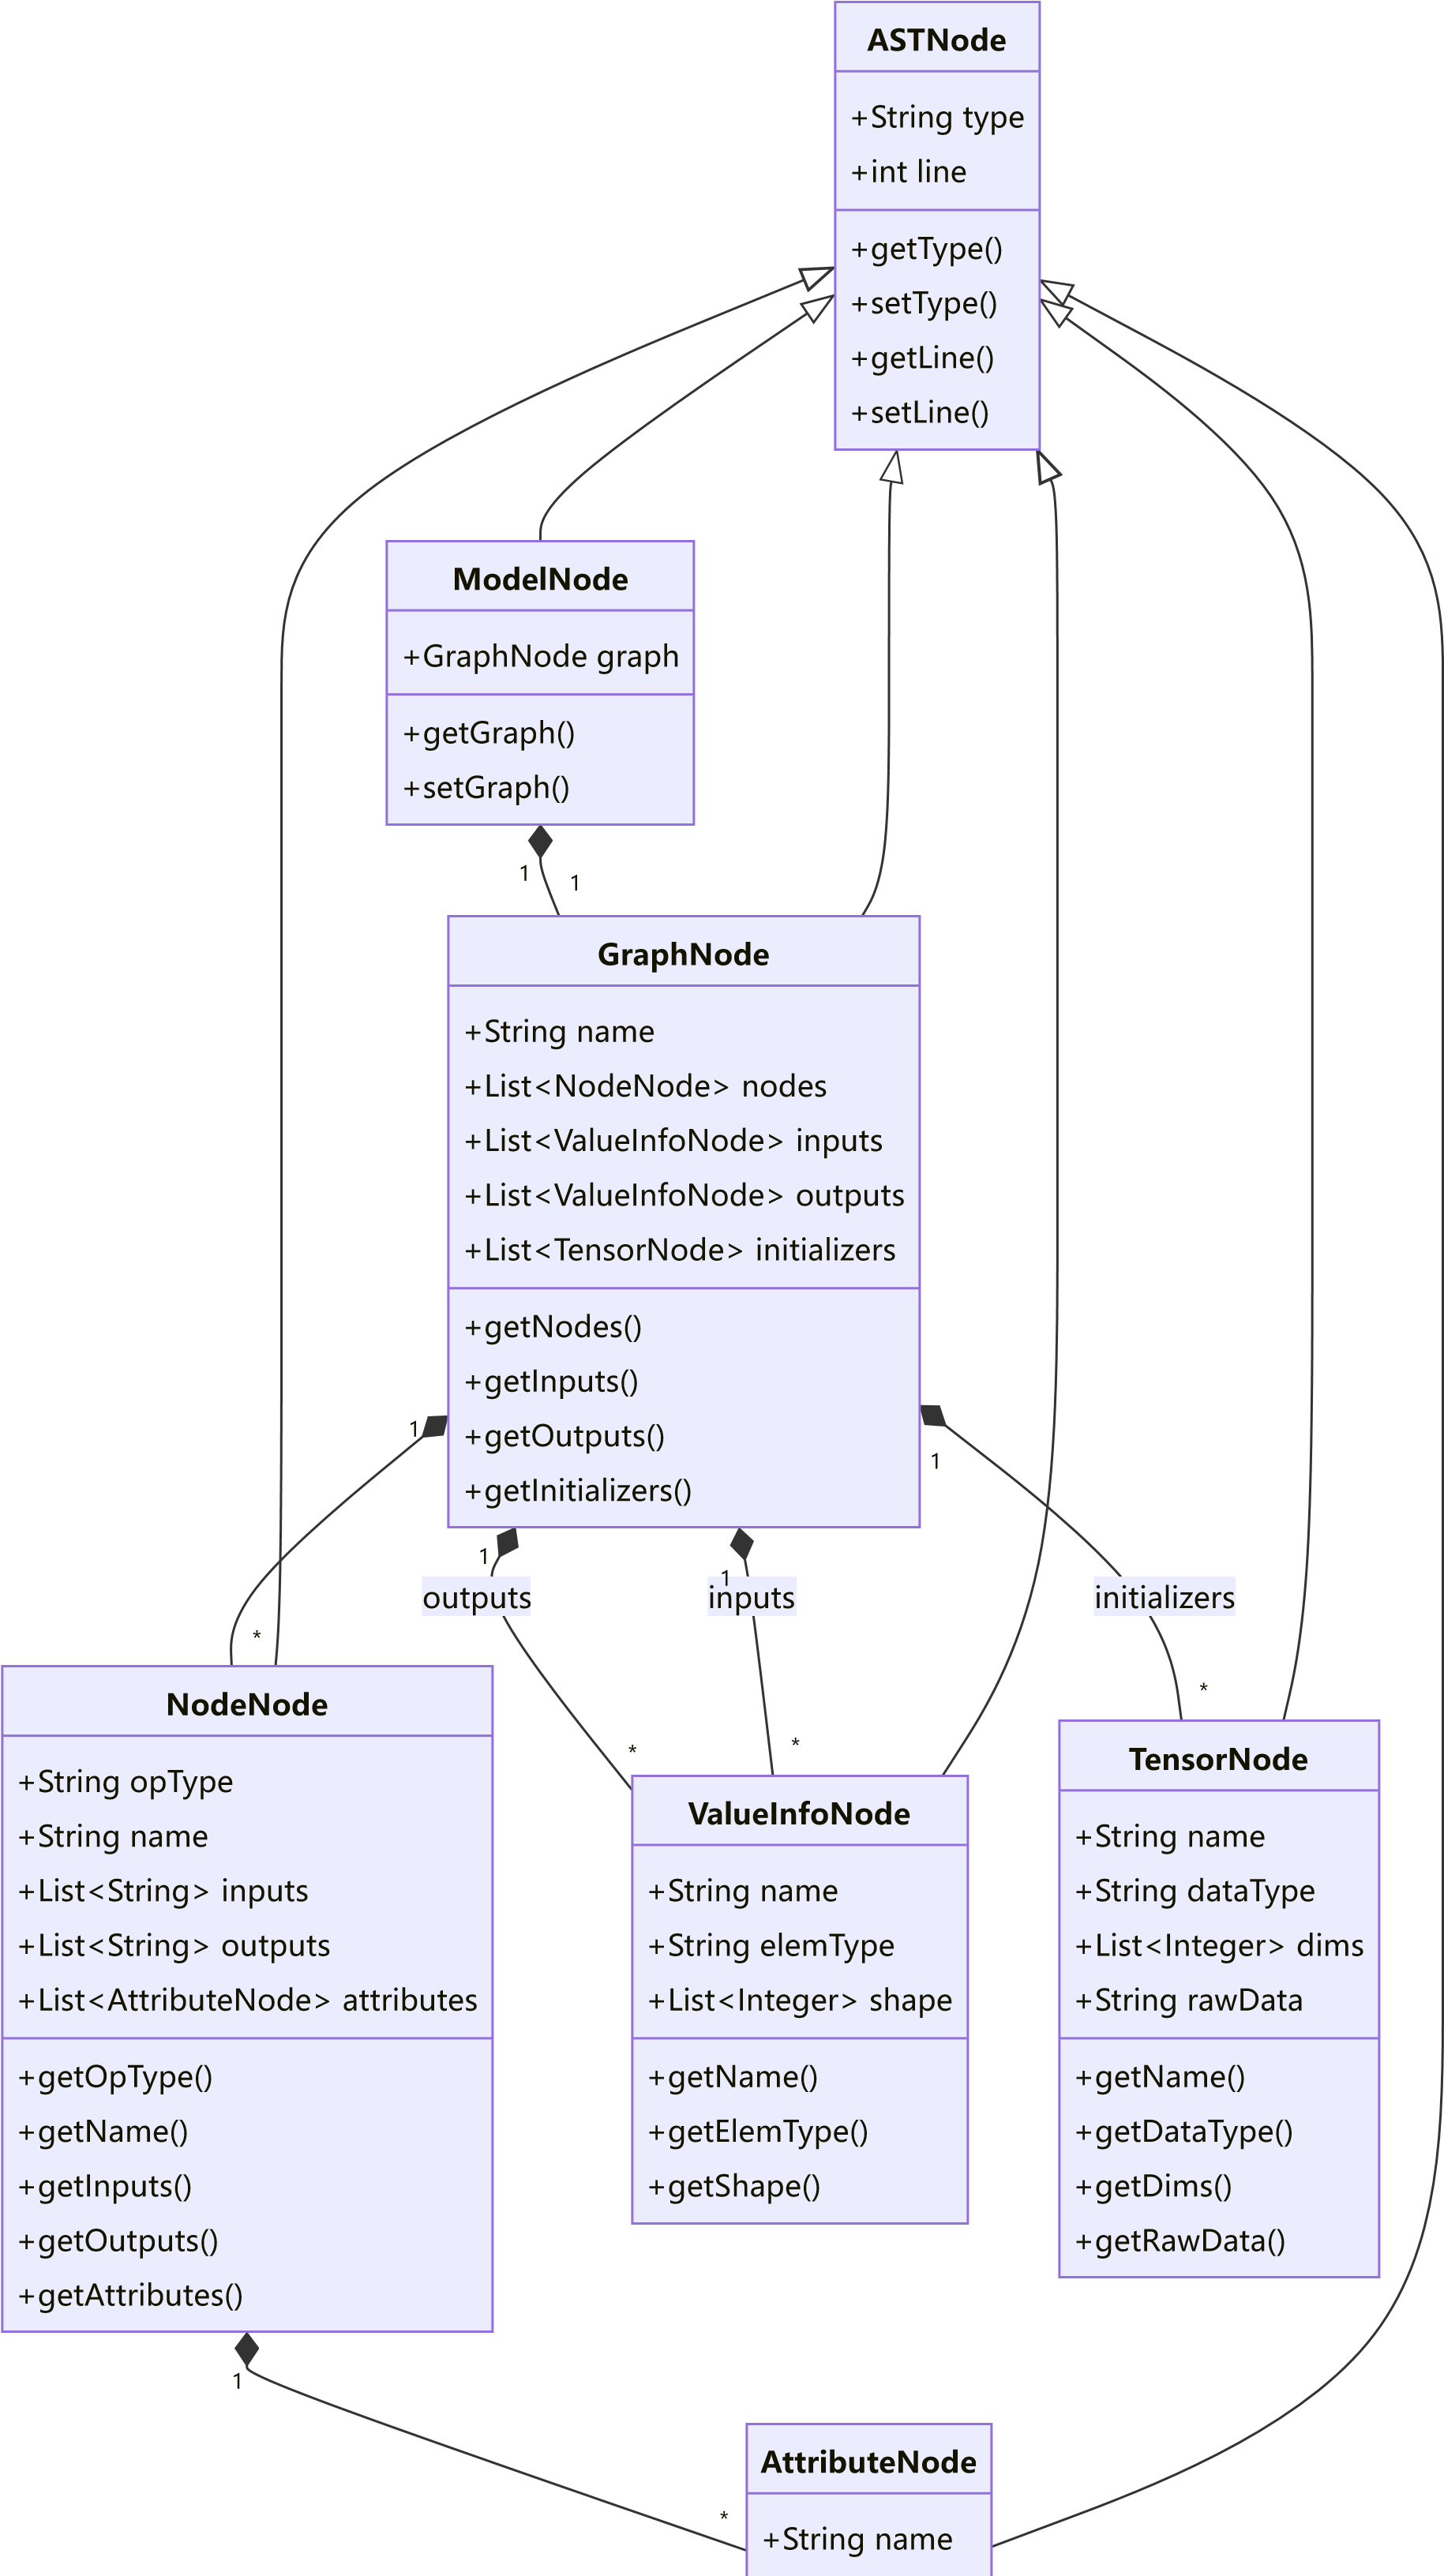 ASTNode
+String type
+int line
+getType()
+setType()
+getLine()
+setLine()
ModelNode
+GraphNode graph
+getGraph()
+setGraph()
1
1
GraphNode
+String name
+List<NodeNode> nodes
+List<ValueInfoNode> inputs
+List<ValueInfoNode> outputs
+List<TensorNode> initializers
+getNodes()
+getInputs()
+getOutputs()
+getInitializers()
1
1
1
1
outputs
inputs
initializers
*
*
*
*
NodeNode
+String opType
+String name
+List<String> inputs
+List<String> outputs
+List<AttributeNode> attributes
+getOpType()
+getName()
+getInputs()
+getOutputs()
+getAttributes()
ValueInfoNode
+String name
+String elemType
+List<Integer> shape
+getName()
+getElemType()
+getShape()
TensorNode
+String name
+String dataType
+List<Integer> dims
+String rawData
+getName()
+getDataType()
+getDims()
+getRawData()
1
*
AttributeNode
+String name